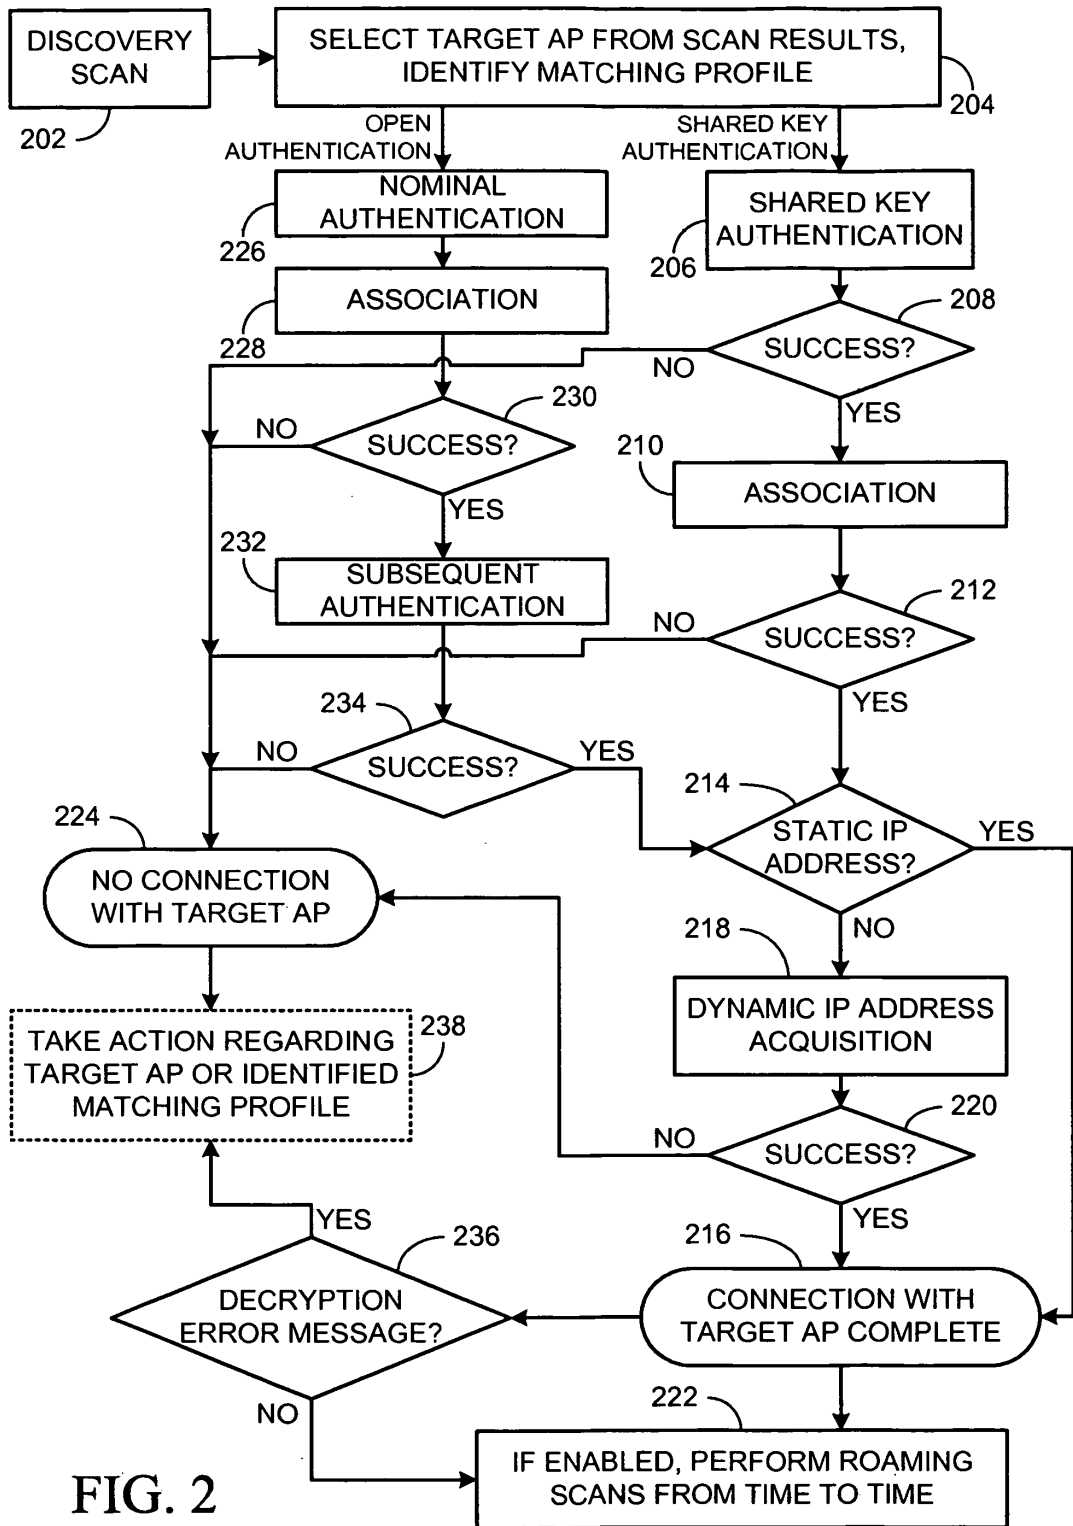 DISCOVERY
SCAN
202
SELECT TARGET AP FROM SCAN RESULTS,
IDENTIFY MATCHING PROFILE
204
OPEN
AUTHENTICATION
SHARED KEY
AUTHENTICATION
NOMINAL
AUTHENTICATION
226
SHARED KEY
AUTHENTICATION
206
ASSOCIATION
228
SUCCESS?
208
NO
YES
SUCCESS?
230
NO
YES
210
ASSOCIATION
232
SUBSEQUENT
AUTHENTICATION
SUCCESS?
212
NO
YES
234
SUCCESS?
NO
YES
214
STATIC IP
ADDRESS?
YES
NO
224
NO CONNECTION
WITH TARGET AP
218
DYNAMIC IP ADDRESS
ACQUISITION
TAKE ACTION REGARDING
TARGET AP OR IDENTIFIED
MATCHING PROFILE
238
SUCCESS?
220
NO
YES
216
CONNECTION WITH
TARGET AP COMPLETE
YES
236
DECRYPTION
ERROR MESSAGE?
NO
222
IF ENABLED, PERFORM ROAMING
SCANS FROM TIME TO TIME
FIG. 2